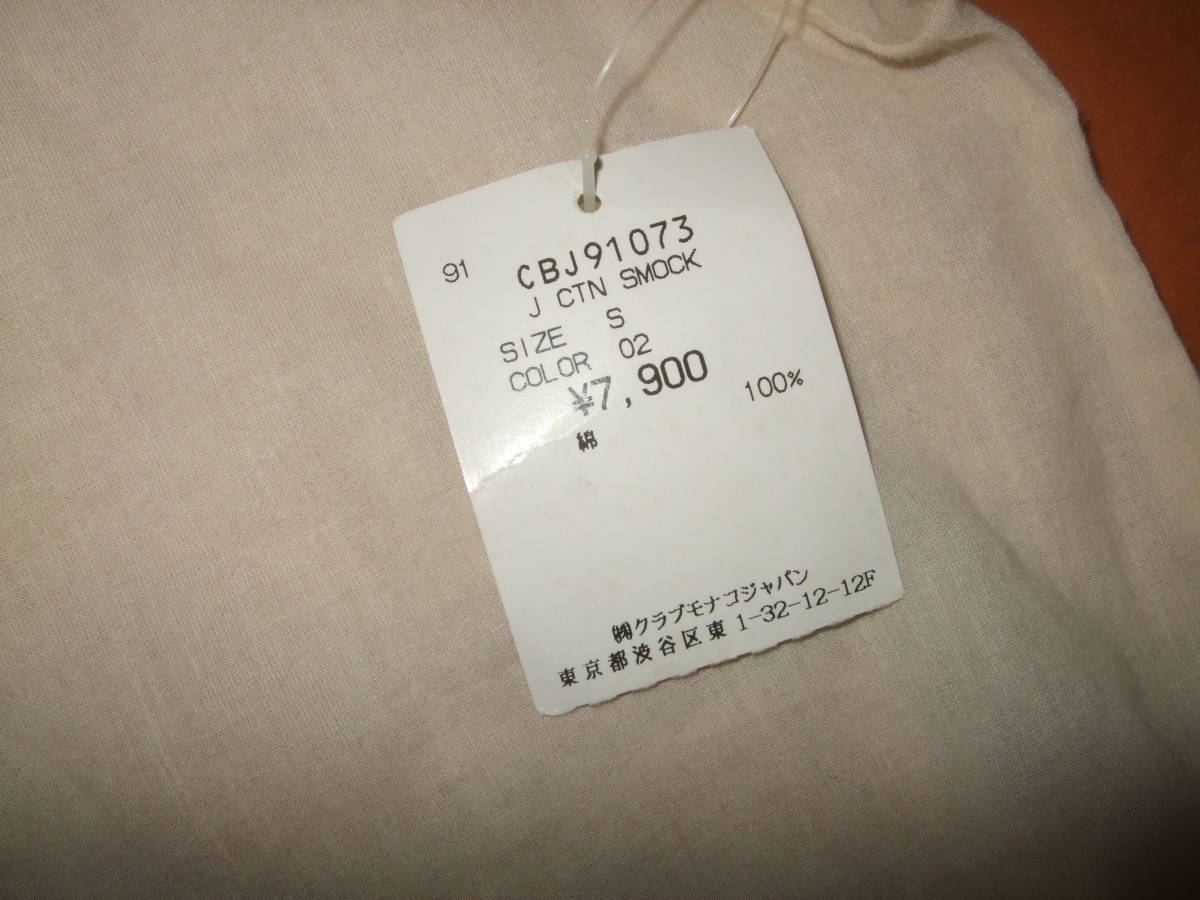 91 CBJ91073
J CTN SMOCK
SIZE S
COLOR 02
¥7,900
綿 100%
㈱クラブモナコジャパン
東京都渋谷区東 1-32-12-12F